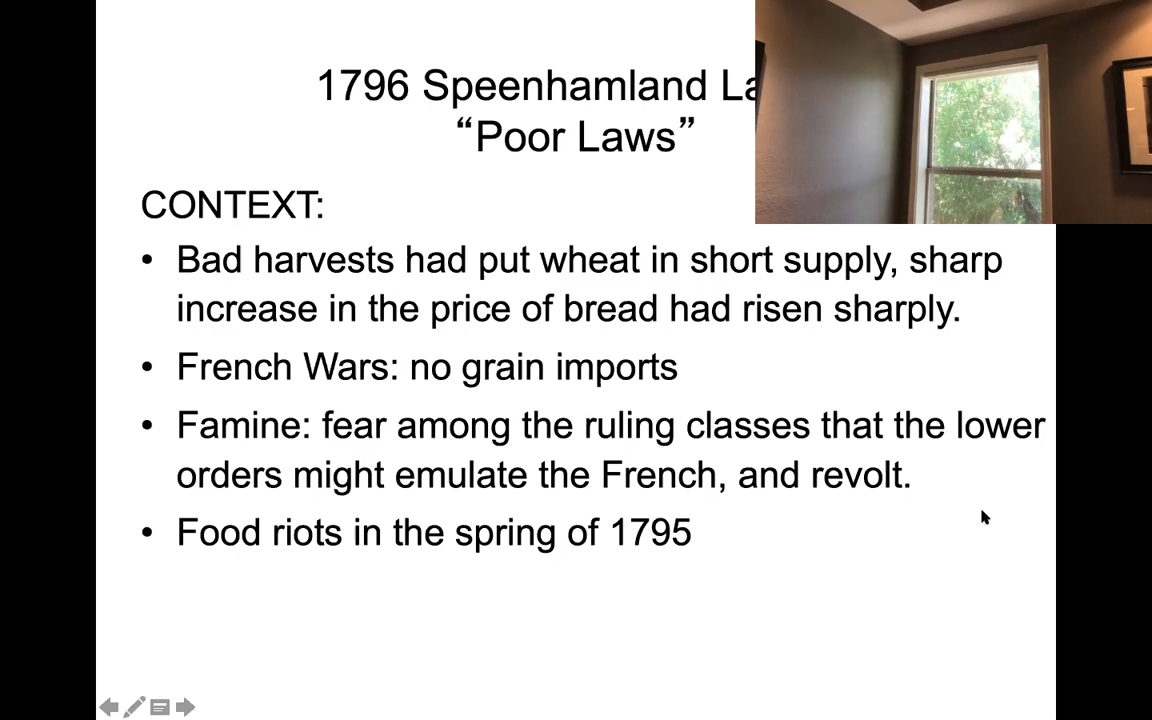 1796 Speenhamland
“Poor Laws”
CONTEXT:
• Bad harvests had put wheat in short supply, sharp
increase in the price of bread had risen sharply.
• French Wars: no grain imports
• Famine: fear among the ruling classes that the lower
orders might emulate the French, and revolt.
• Food riots in the spring of 1795